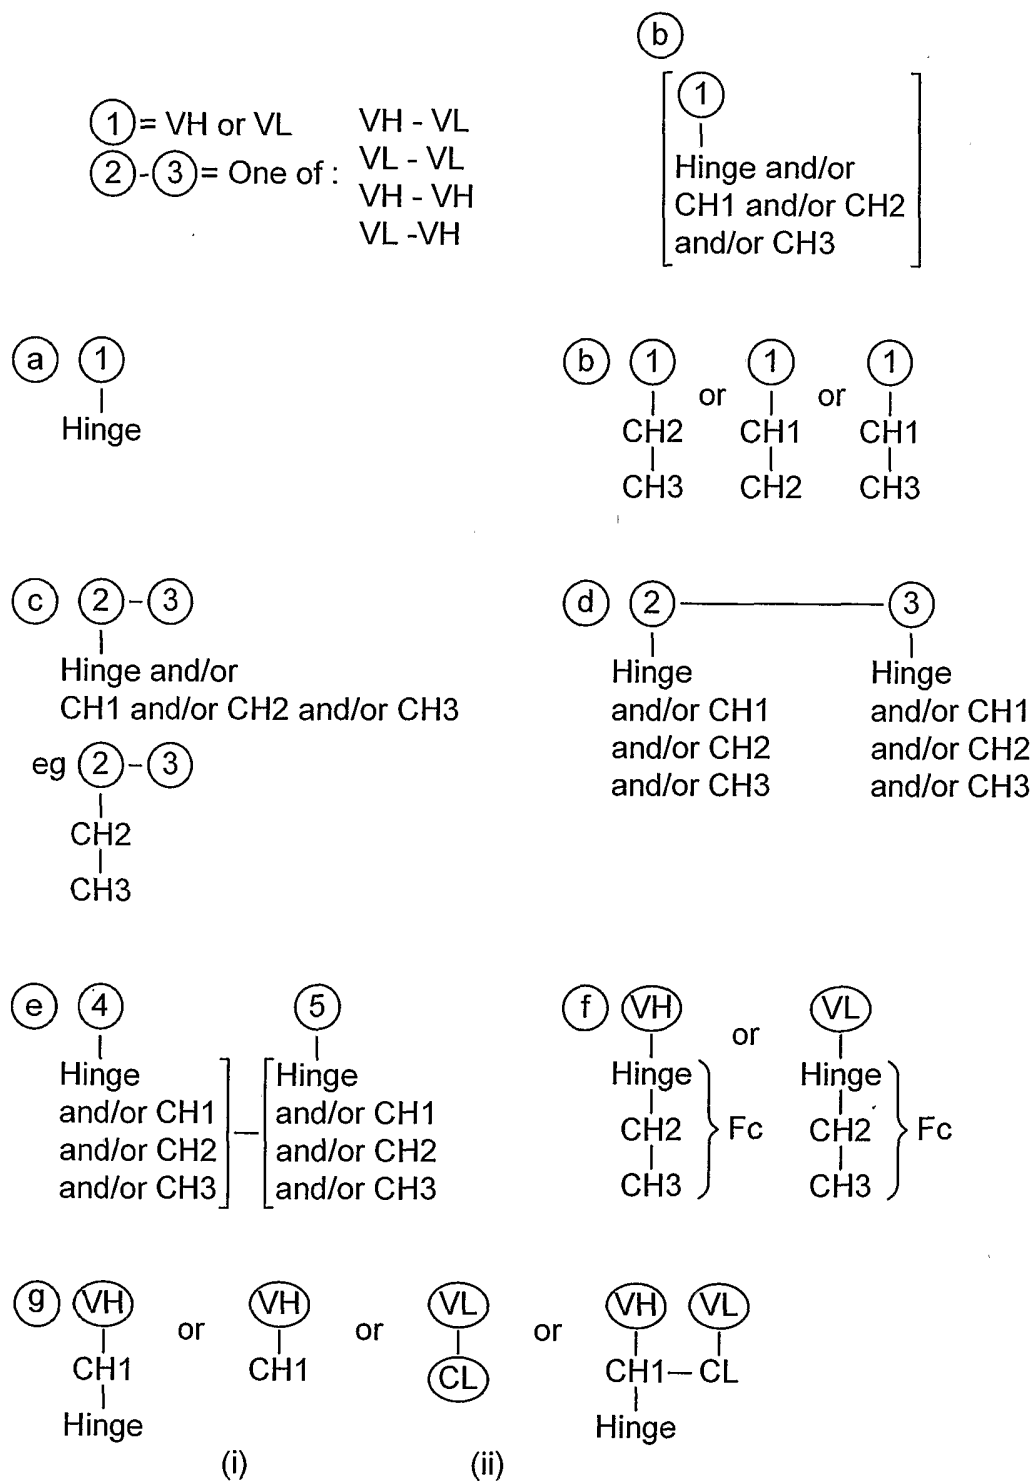 b
1 = VH or VL
2 - 3 = One of :
VH - VL
VL - VL
VH - VH
VL -VH
1
Hinge and/or
CH1 and/or CH2
and/or CH3
a 1
Hinge
b 1 or 1 or 1
CH2 CH1 CH1
CH3 CH2 CH3
c 2 - 3
Hinge and/or
CH1 and/or CH2 and/or CH3
eg 2 - 3
CH2
CH3
d 2 3
Hinge Hinge
and/or CH1 and/or CH1
and/or CH2 and/or CH2
and/or CH3 and/or CH3
e 4 5
Hinge Hinge
and/or CH1 and/or CH1
and/or CH2 and/or CH2
and/or CH3 and/or CH3
f VH or VL
Hinge Hinge
CH2 Fc CH2 Fc
CH3 CH3
g VH or VH or VL or VH VL
CH1 CH1 CL CH1 - CL
Hinge Hinge
(i) (ii)